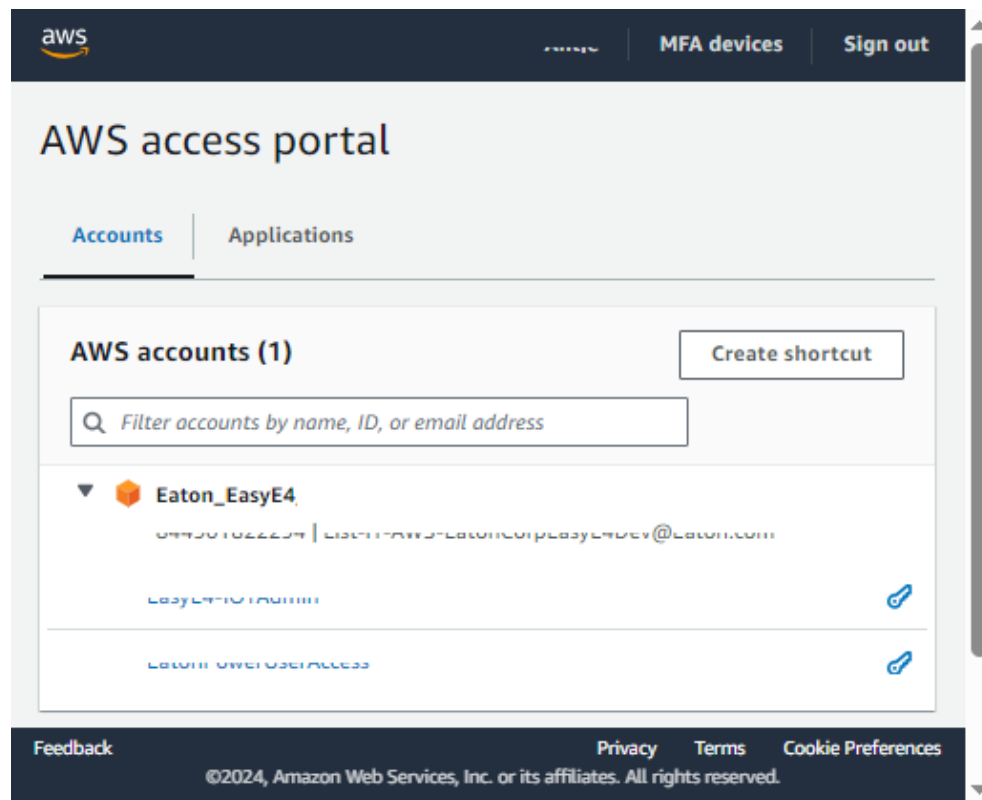 aws
MFA devices
Sign out
AWS access portal
Accounts
Applications
AWS accounts (1)
Create shortcut
Filter accounts by name, ID, or email address
Eaton_EasyE4
Feedback
Privacy
Terms
Cookie Preferences
©2024, Amazon Web Services, Inc. or its affiliates. All rights reserved.